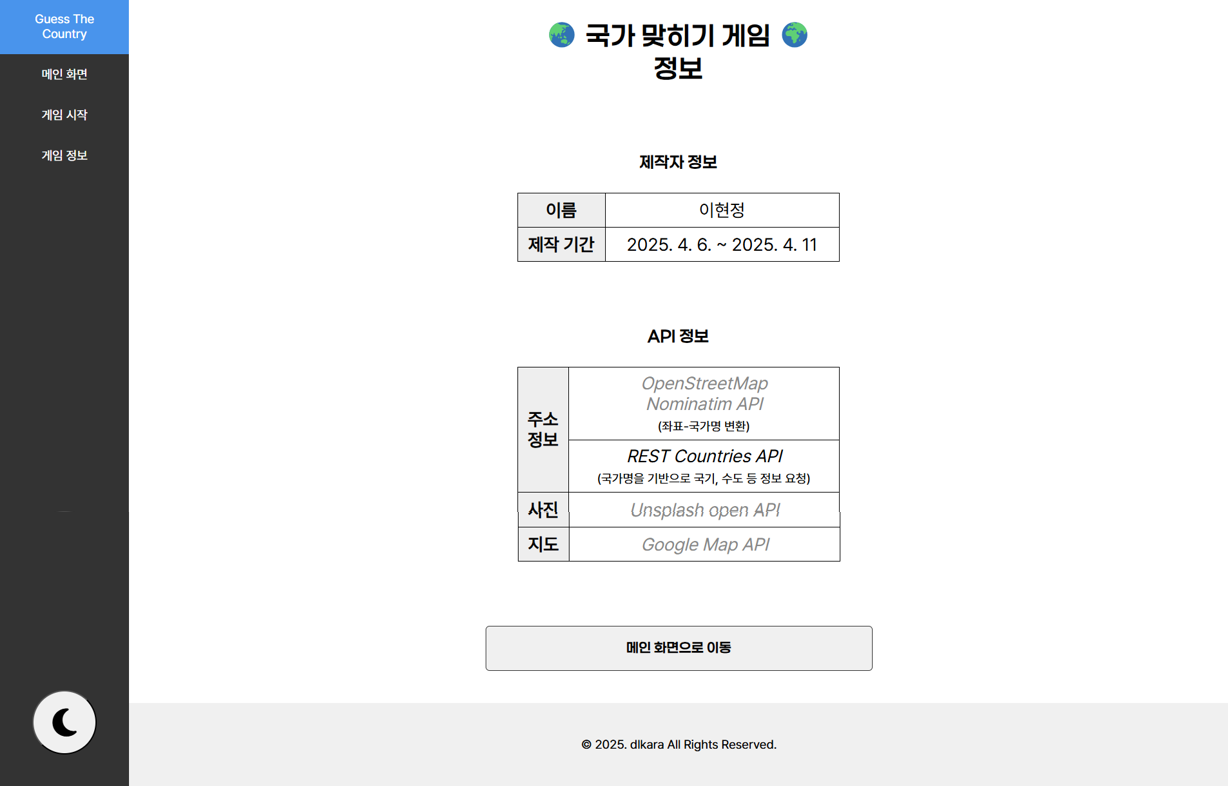 Guess The
Country
메인 화면
게임 시작
게임 정보
국가 맞히기 게임
정보
제작자 정보
이름 이현정
제작 기간 2025. 4. 6. ~ 2025. 4. 11
API 정보
주소
정보
OpenStreetMap
Nominatim API
(좌표-국가명 변환)
REST Countries API
(국가명을 기반으로 국기, 수도 등 정보 요청)
사진 Unsplash open API
지도 Google Map API
메인 화면으로 이동
© 2025. dlkara All Rights Reserved.